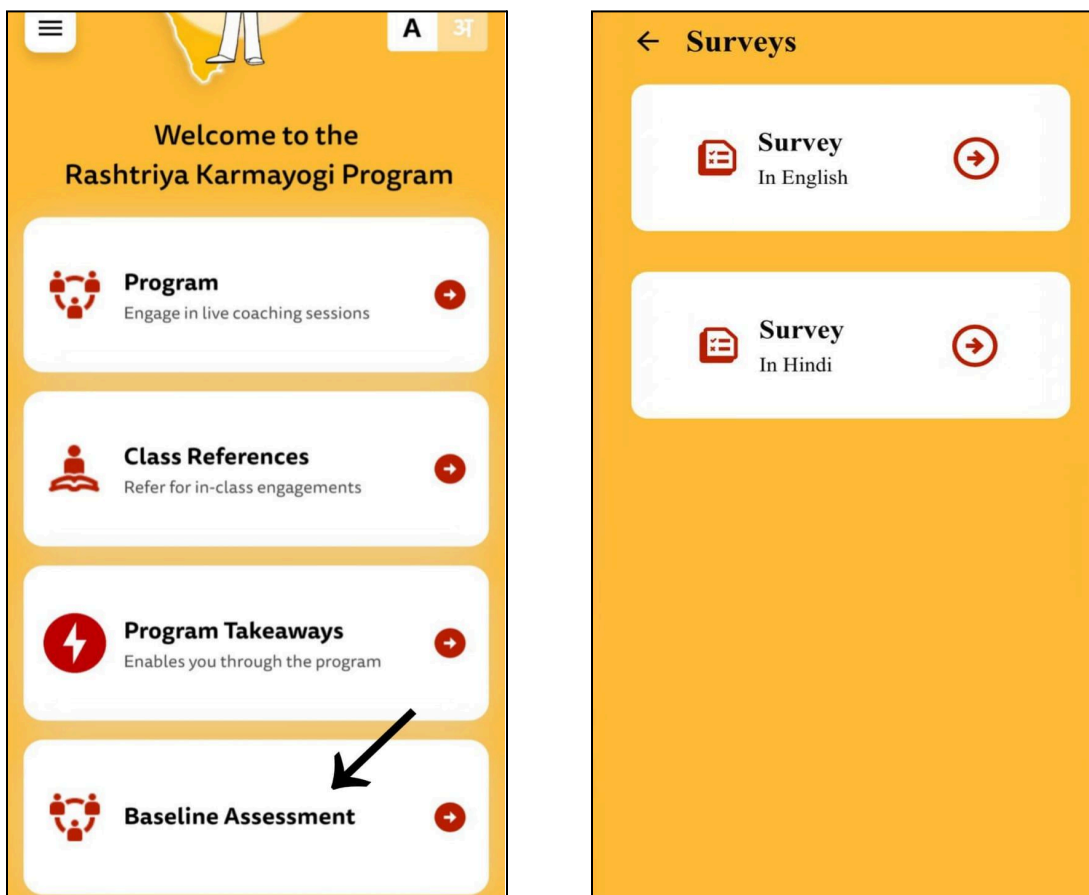 A अ
Welcome to the
Rashtriya Karmayogi Program
Program
Engage in live coaching sessions
Class References
Refer for in-class engagements
Program Takeaways
Enables you through the program
Baseline Assessment
Surveys
Survey
In English
Survey
In Hindi